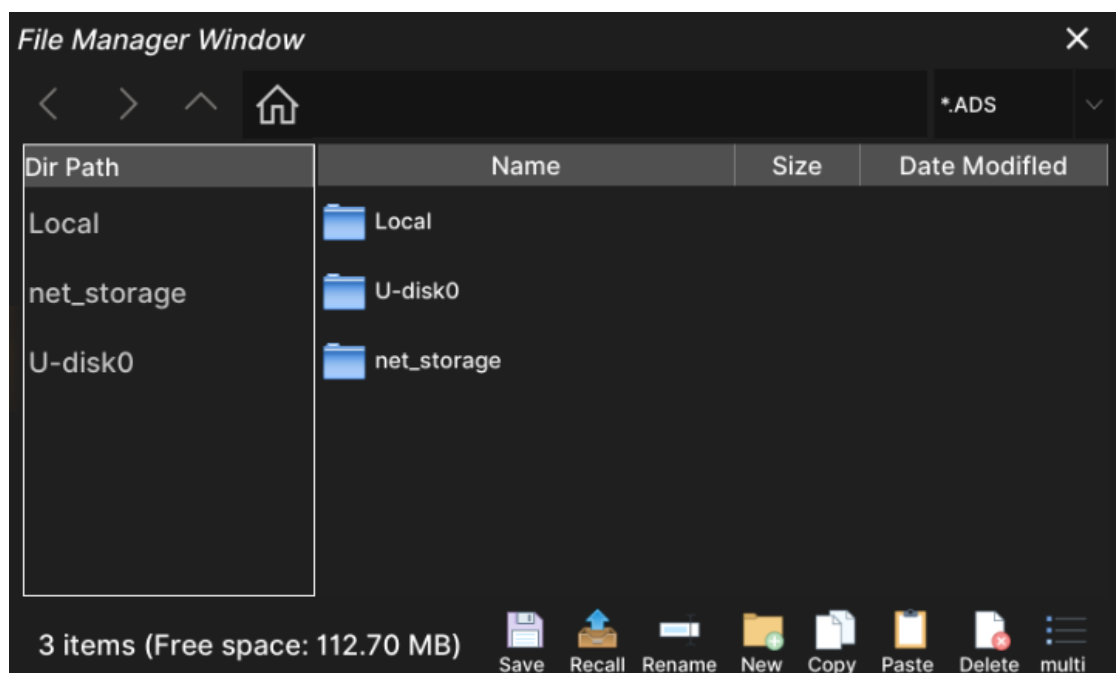 File Manager Window
*.ADS
Dir Path Name Size Date Modifled
Local Local
net_storage U-disk0
U-disk0 net_storage
3 items (Free space: 112.70 MB) Save Recall Rename New Copy Paste Delete multi